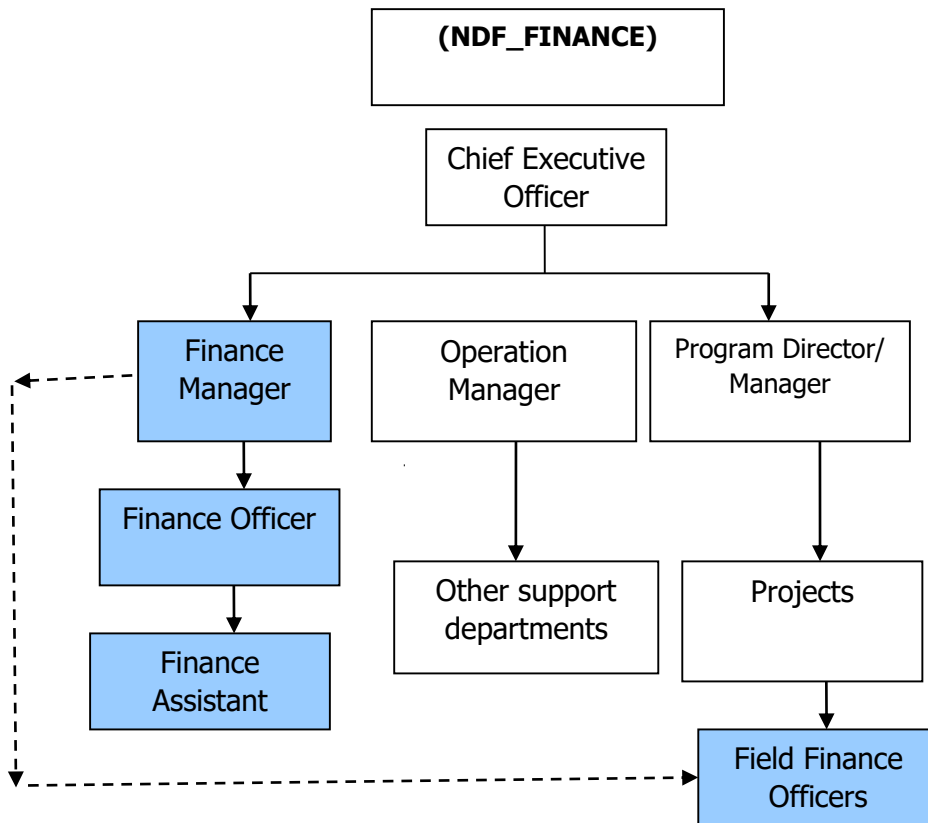 (NDF_FINANCE)
Chief Executive
Officer
Finance
Manager
Operation
Manager
Program Director/
Manager
Finance Officer
Other support
departments
Projects
Finance
Assistant
Field Finance
Officers